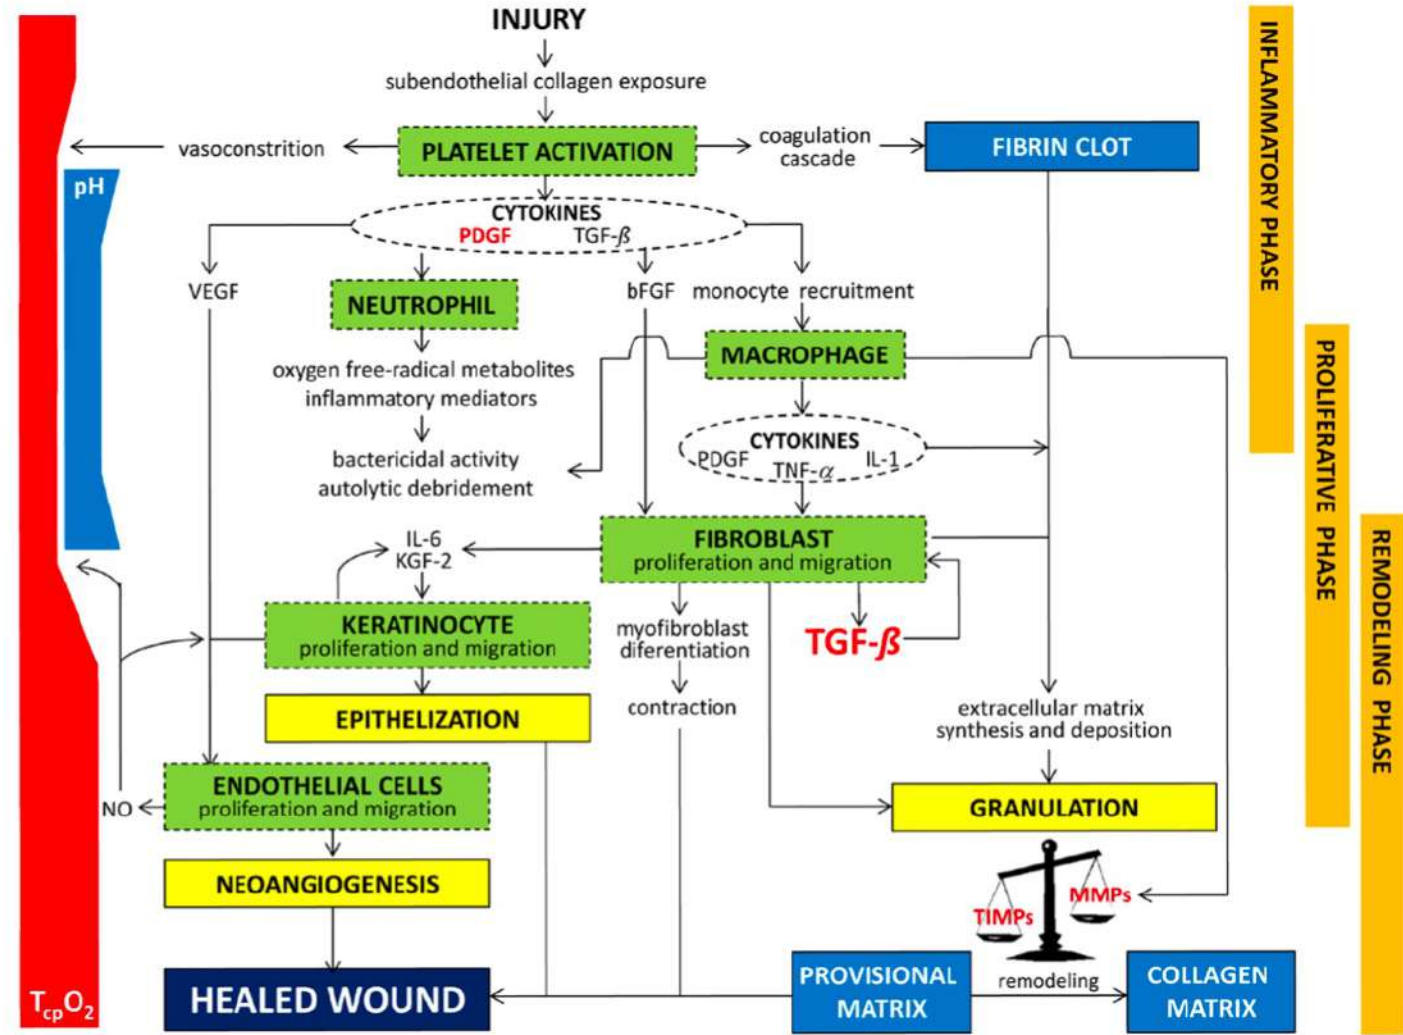 INJURY
subendothelial collagen exposure
vasoconstrition
PLATELET ACTIVATION
coagulation
cascade
FIBRIN CLOT
pH
CYTOKINES
PDGF
TGF-ß
VEGF
NEUTROPHIL
bFGF
monocyte recruitment
oxygen free-radical metabolites
inflammatory mediators
MACROPHAGE
bactericidal activity
autolytic debridement
CYTOKINES
PDGF
TNF-α
IL-1
IL-6
KGF-2
FIBROBLAST
proliferation and migration
KERATINOCYTE
proliferation and migration
myofibroblast
diferentiation
TGF-ß
EPITHELIZATION
contraction
extracellular matrix
synthesis and deposition
ENDOTHELIAL CELLS
proliferation and migration
NO
GRANULATION
NEOANGIOGENESIS
TIMPs
MMPs
HEALED WOUND
PROVISIONAL
MATRIX
remodeling
COLLAGEN
MATRIX
TcpO2
INFLAMMATORY PHASE
PROLIFERATIVE PHASE
REMODELING PHASE